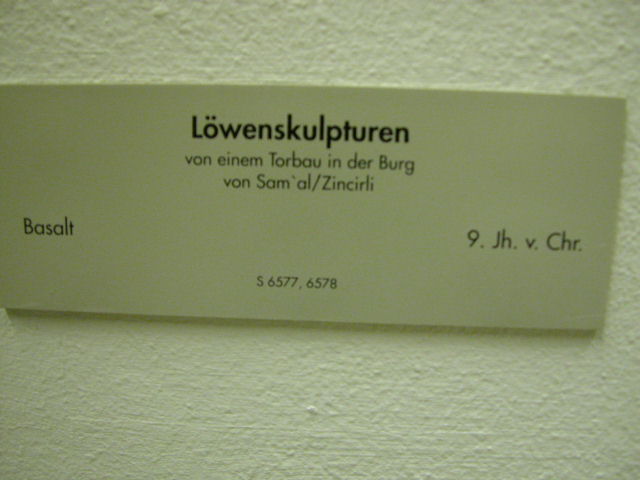 Löwenskulpturen
von einem Torbau in der Burg
von Sam`al/Zincirli
Basalt
9. Jh. v. Chr.
S 6577, 6578